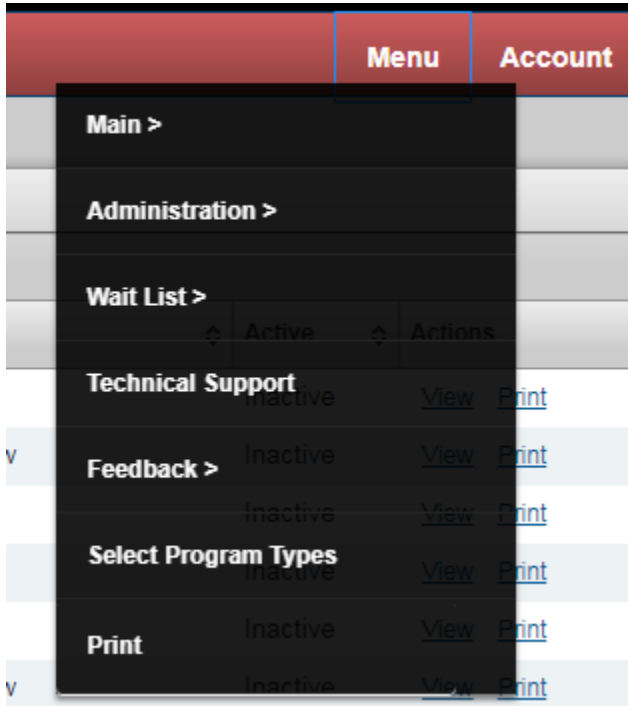 Menu Account
Main >
Administration >
Wait List >
Active Actions
Technical Support
Inactive View Print
Feedback >
Inactive View Print
v
Inactive View Print
Select Program Types
Inactive View Print
Print
Inactive View Print
Inactive View Print
v